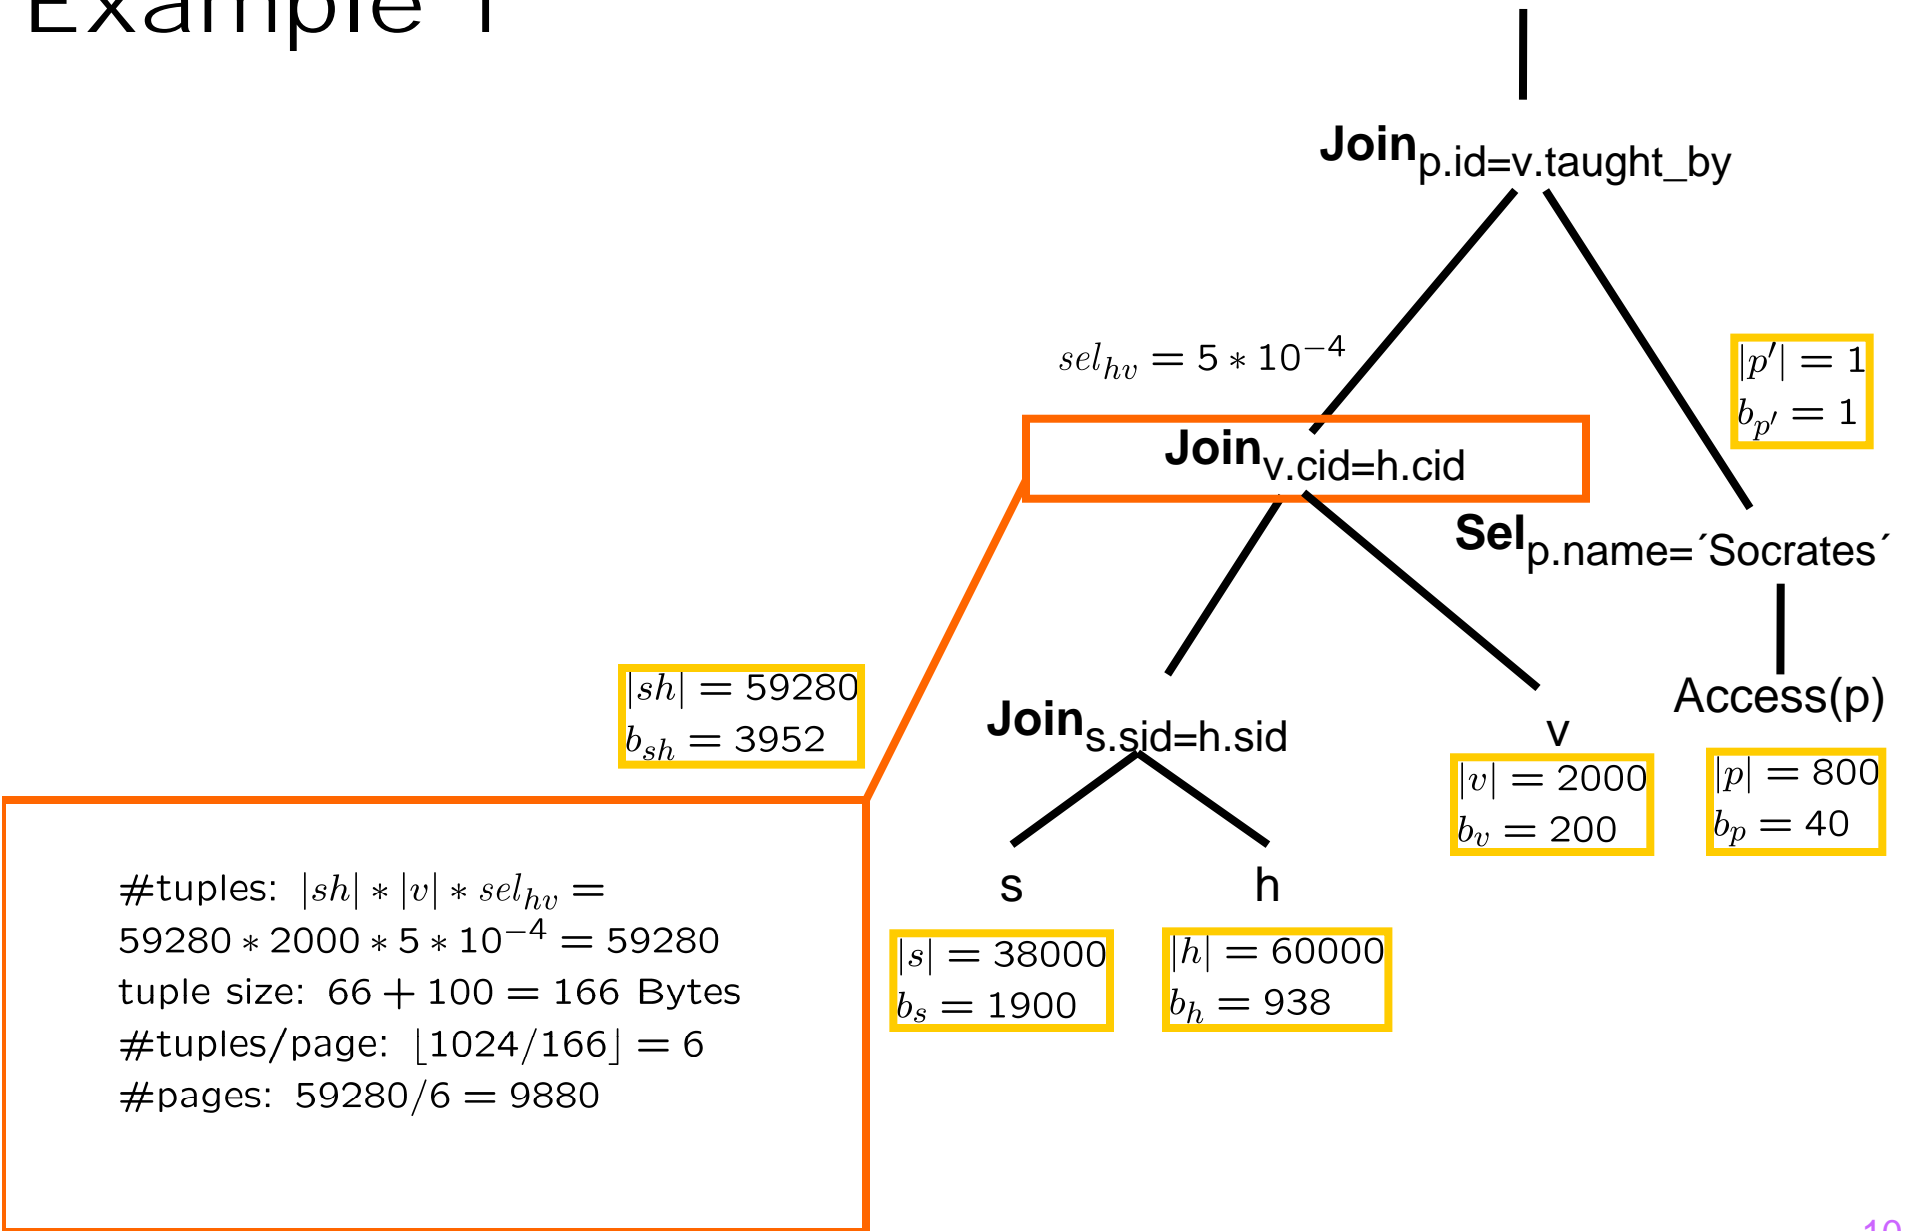 Example 1
Join p.id=v.taught_by
sel_hv = 5 ∗ 10^−4
|p′| = 1
b_p′ = 1
Join v.cid=h.cid
Sel p.name=´Socrates´
|sh| = 59280
b_sh = 3952
Join s.sid=h.sid
v
Access(p)
|v| = 2000
b_v = 200
|p| = 800
b_p = 40
s
h
|s| = 38000
b_s = 1900
|h| = 60000
b_h = 938
#tuples: |sh| ∗ |v| ∗ sel_hv =
59280 ∗ 2000 ∗ 5 ∗ 10^−4 = 59280
tuple size: 66 + 100 = 166 Bytes
#tuples/page: ⌊1024/166⌋ = 6
#pages: 59280/6 = 9880
10